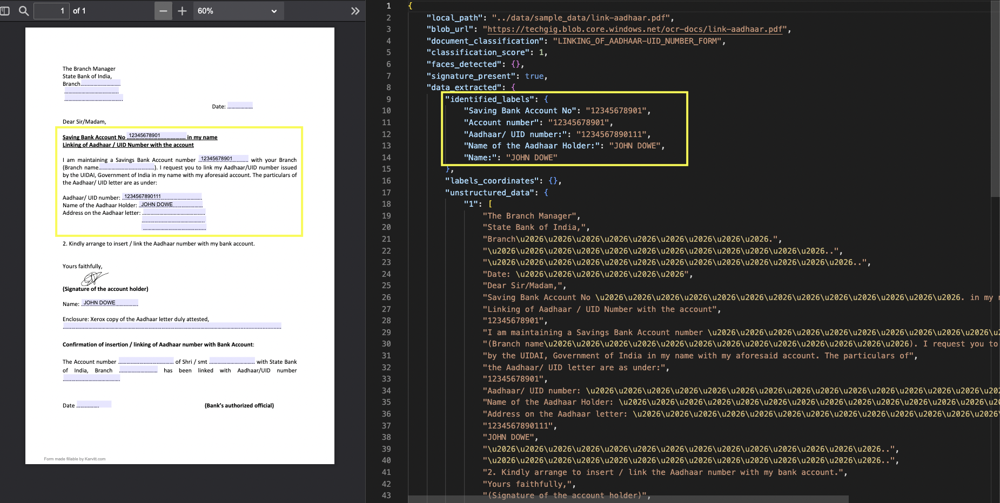 1 of 1 60%
The Branch Manager
State Bank of India,
Branch...........................
........................................
...........................................
Date: .................
Dear Sir/Madam,
Saving Bank Account No 12345678901 in my name
Linking of Aadhaar / UID Number with the account
I am maintaining a Savings Bank Account number 12345678901 with your Branch
(Branch name......................................). I request you to link my Aadhaar/UID number issued
by the UIDAI, Government of India in my name with my aforesaid account. The particulars of
the Aadhaar/ UID letter are as under:
Aadhaar/ UID number: 1234567890111
Name of the Aadhaar Holder: JOHN DOWE
Address on the Aadhaar letter: ...........................................
...........................................
...........................................
2. Kindly arrange to insert / link the Aadhaar number with my bank account.
Yours faithfully,
(Signature of the account holder)
Name: JOHN DOWE
Enclosure: Xerox copy of the Aadhaar letter duly attested,
Confirmation of insertion / linking of Aadhaar number with Bank Account:
The Account number ..................................... of Shri / smt .............................. with State Bank
of India, Branch .......................... has been linked with Aadhaar/UID number
.......................................
Date ............... (Bank's authorized official)
Form made fillable by Karvitt.com
1 {
2 "local_path": "../data/sample_data/link-aadhaar.pdf",
3 "blob_url": "https://techgig.blob.core.windows.net/ocr-docs/link-aadhaar.pdf",
4 "document_classification": "LINKING_OF_AADHAAR-UID_NUMBER_FORM",
5 "classification_score": 1,
6 "faces_detected": {},
7 "signature_present": true,
8 "data_extracted": {
9 "identified_labels": {
10 "Saving Bank Account No": "12345678901",
11 "Account number": "12345678901",
12 "Aadhaar/ UID number:": "1234567890111",
13 "Name of the Aadhaar Holder:": "JOHN DOWE",
14 "Name:": "JOHN DOWE"
15 },
16 "labels_coordinates": {},
17 "unstructured_data": {
18 "1": [
19 "The Branch Manager",
20 "State Bank of India,",
21 "Branch\u2026\u2026\u2026\u2026\u2026\u2026\u2026\u2026\u2026.",
22 "\u2026\u2026\u2026\u2026\u2026\u2026\u2026\u2026\u2026\u2026\u2026\u2026..",
23 "\u2026\u2026\u2026\u2026\u2026\u2026\u2026\u2026\u2026\u2026\u2026\u2026\u2026..",
24 "Date: \u2026\u2026\u2026\u2026\u2026\u2026",
25 "Dear Sir/Madam,",
26 "Saving Bank Account No \u2026\u2026\u2026\u2026\u2026\u2026\u2026\u2026\u2026\u2026\u2026\u2026\u2026. in my
27 "Linking of Aadhaar / UID Number with the account",
28 "12345678901",
29 "I am maintaining a Savings Bank Account number \u2026\u2026\u2026\u2026\u2026\u2026\u2026\u2026\u2026\u
30 "(Branch name\u2026\u2026\u2026\u2026\u2026\u2026\u2026\u2026\u2026\u2026\u2026\u2026\u2026). I request you to
31 "by the UIDAI, Government of India in my name with my aforesaid account. The particulars of",
32 "the Aadhaar/ UID letter are as under:",
33 "12345678901",
34 "Aadhaar/ UID number: \u2026\u2026\u2026\u2026\u2026\u2026\u2026\u2026\u2026\u2026\u2026\u2026\u2026\u2026\u20
35 "Name of the Aadhaar Holder: \u2026\u2026\u2026\u2026\u2026\u2026\u2026\u2026\u2026\u2026\u2026\u2026\u2026\u20
36 "Address on the Aadhaar letter: \u2026\u2026\u2026\u2026\u2026\u2026\u2026\u2026\u2026\u2026\u2026\u2026\u2026
37 "1234567890111",
38 "JOHN DOWE",
39 "\u2026\u2026\u2026\u2026\u2026\u2026\u2026\u2026\u2026\u2026\u2026\u2026\u2026\u2026..",
40 "\u2026\u2026\u2026\u2026\u2026\u2026\u2026\u2026\u2026\u2026\u2026\u2026\u2026\u2026..",
41 "2. Kindly arrange to insert / link the Aadhaar number with my bank account.",
42 "Yours faithfully,",
43 "(Signature of the account holder)",